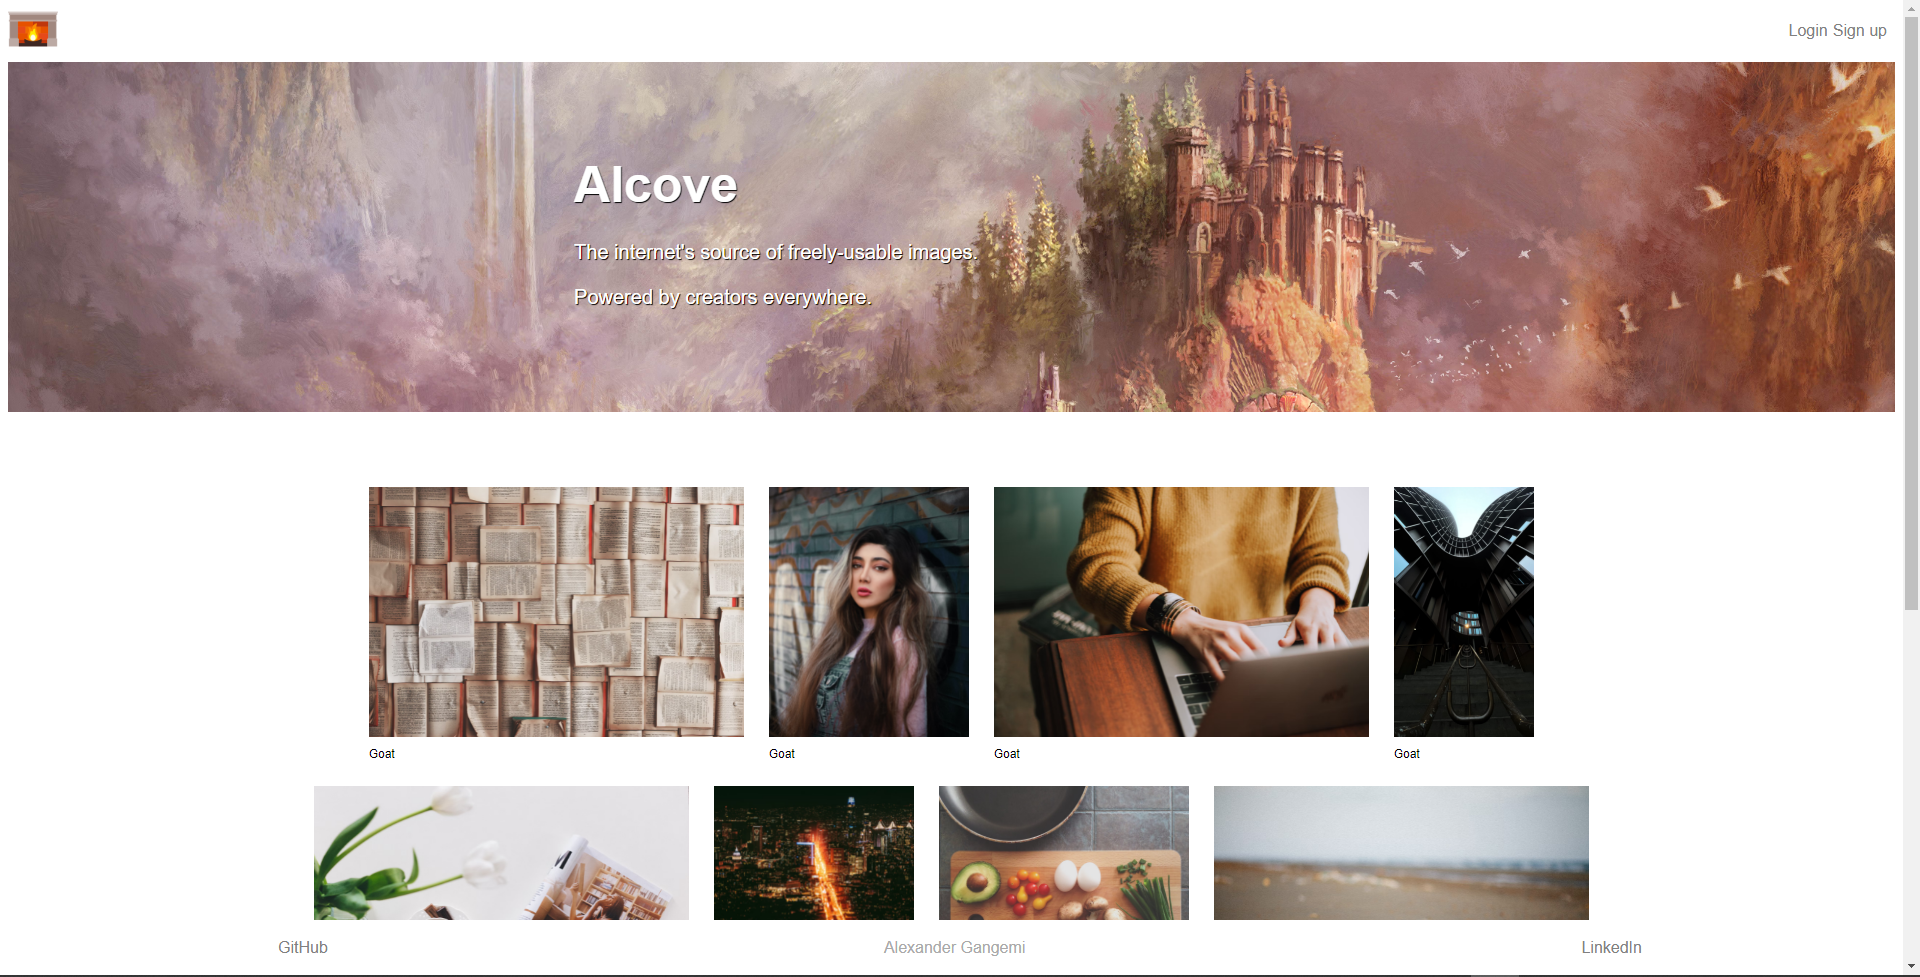 Login Sign up
Alcove
The internet's source of freely-usable images.
Powered by creators everywhere.
Goat
Goat
Goat
Goat
GitHub
Alexander Gangemi
LinkedIn